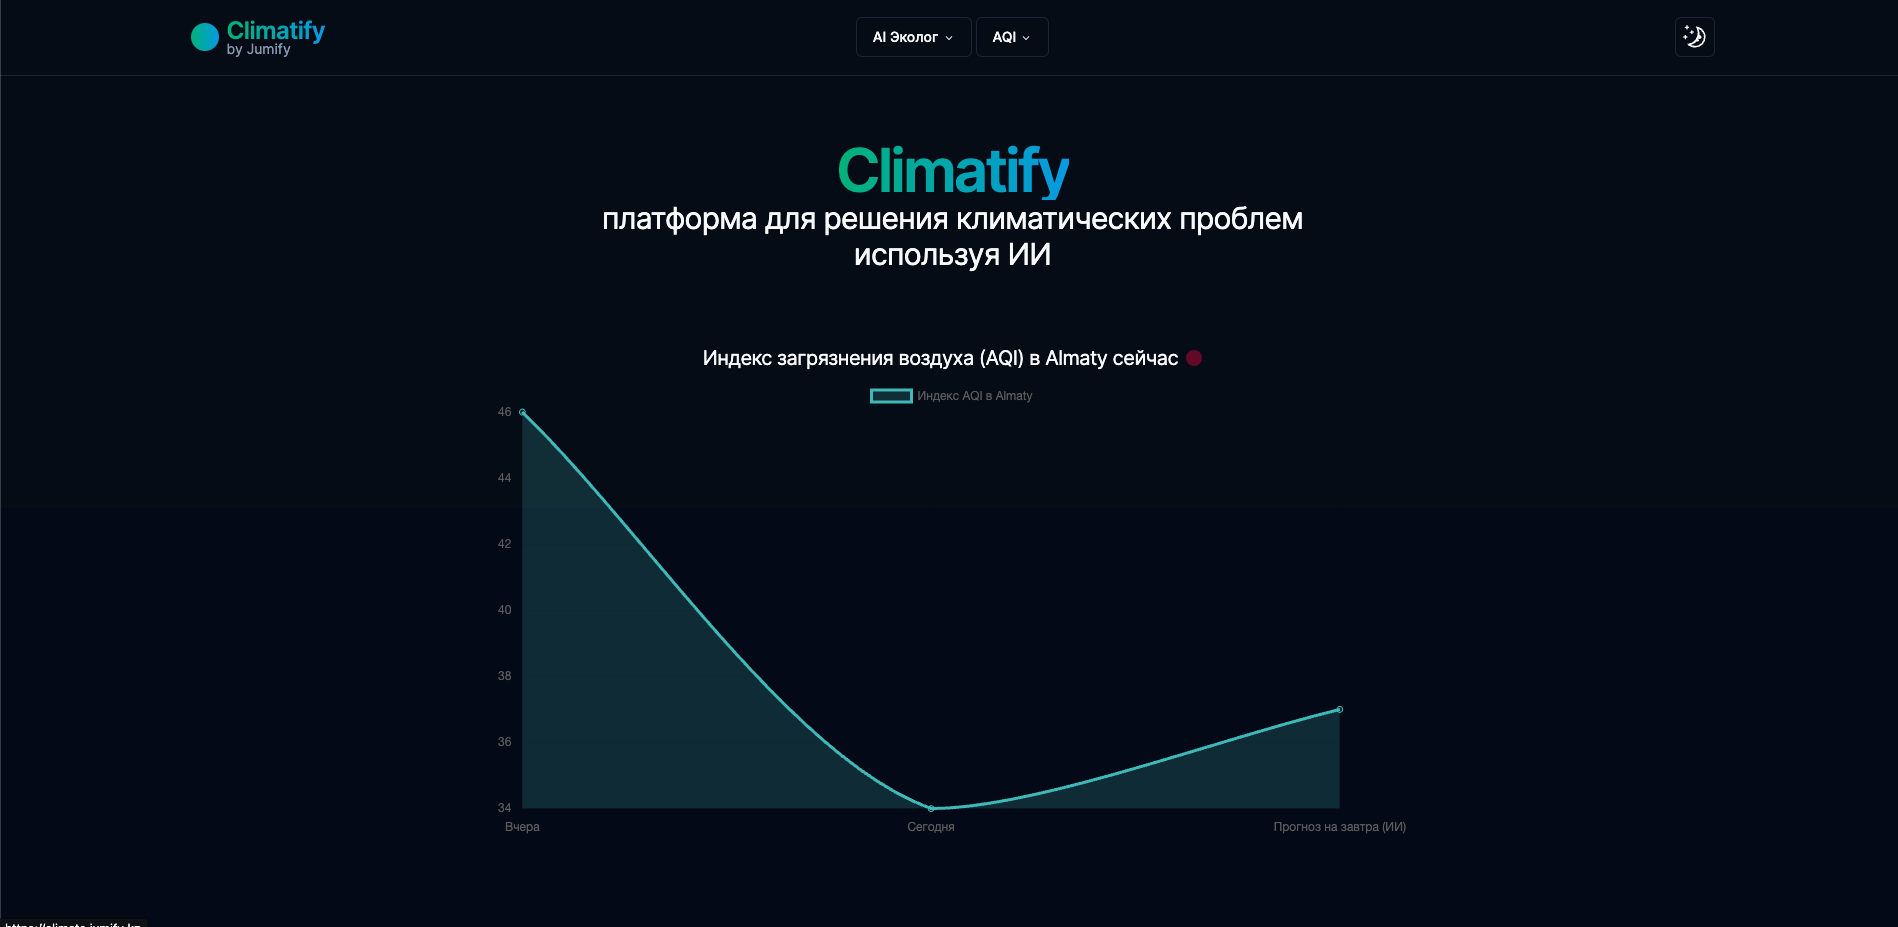 Climatify
by Jumify
AI Эколог
AQI
Climatify
платформа для решения климатических проблем
используя ИИ
Индекс загрязнения воздуха (AQI) в Almaty сейчас
Индекс AQI в Almaty
46
44
42
40
38
36
34
Вчера
Сегодня
Прогноз на завтра (ИИ)